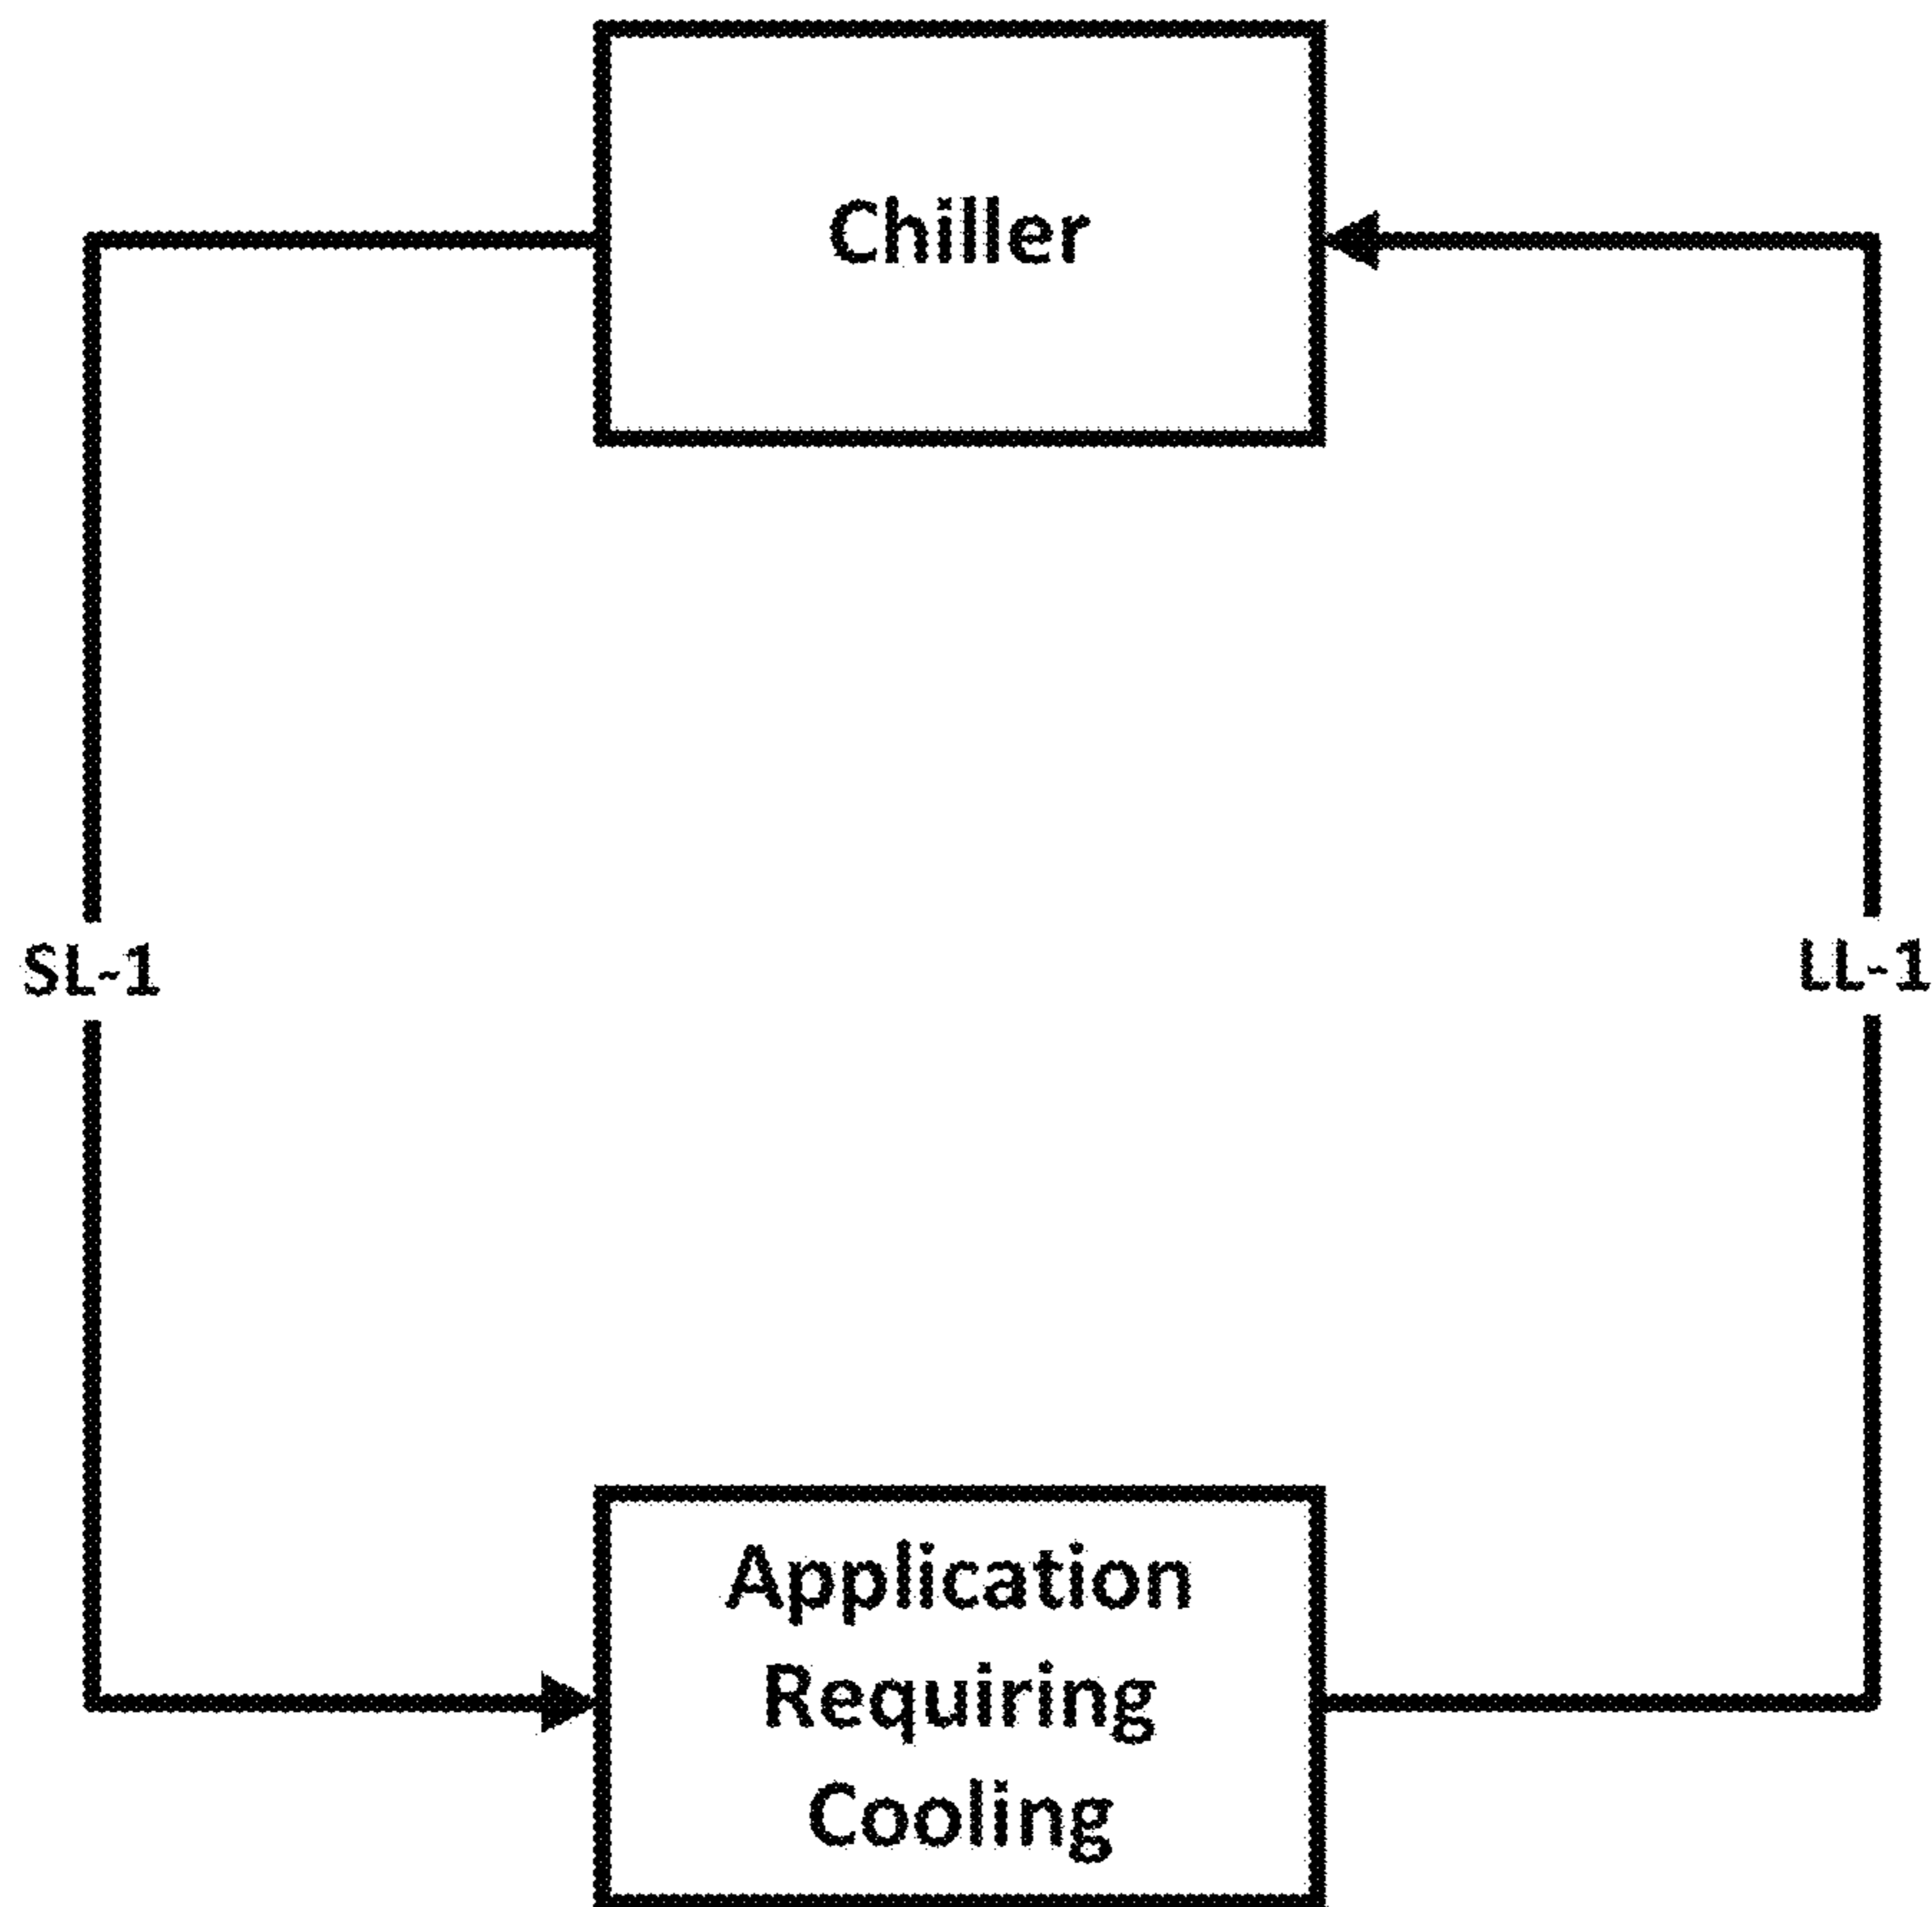 Chiller
SL-1
LL-1
Application
Requiring
Cooling